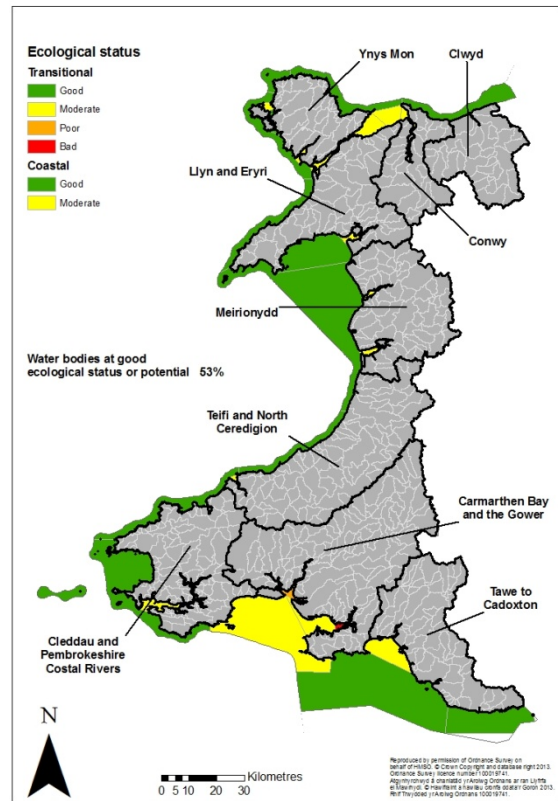 Ecological status
Transitional
Good
Moderate
Poor
Bad
Coastal
Good
Moderate
Ynys Mon
Clwyd
Llyn and Eryri
Conwy
Meirionydd
Water bodies at good
ecological status or potential 53%
Teifi and North
Ceredigion
Carmarthen Bay
and the Gower
Tawe to
Cadoxton
Cleddau and
Pembrokeshire
Costal Rivers
N
0 5 10 20 30 40
Kilometres
Reproduced by permission of Ordnance Survey on
behalf of HMSO. © Crown Copyright and database right 2013.
Ordnance Survey licence number 100019741.